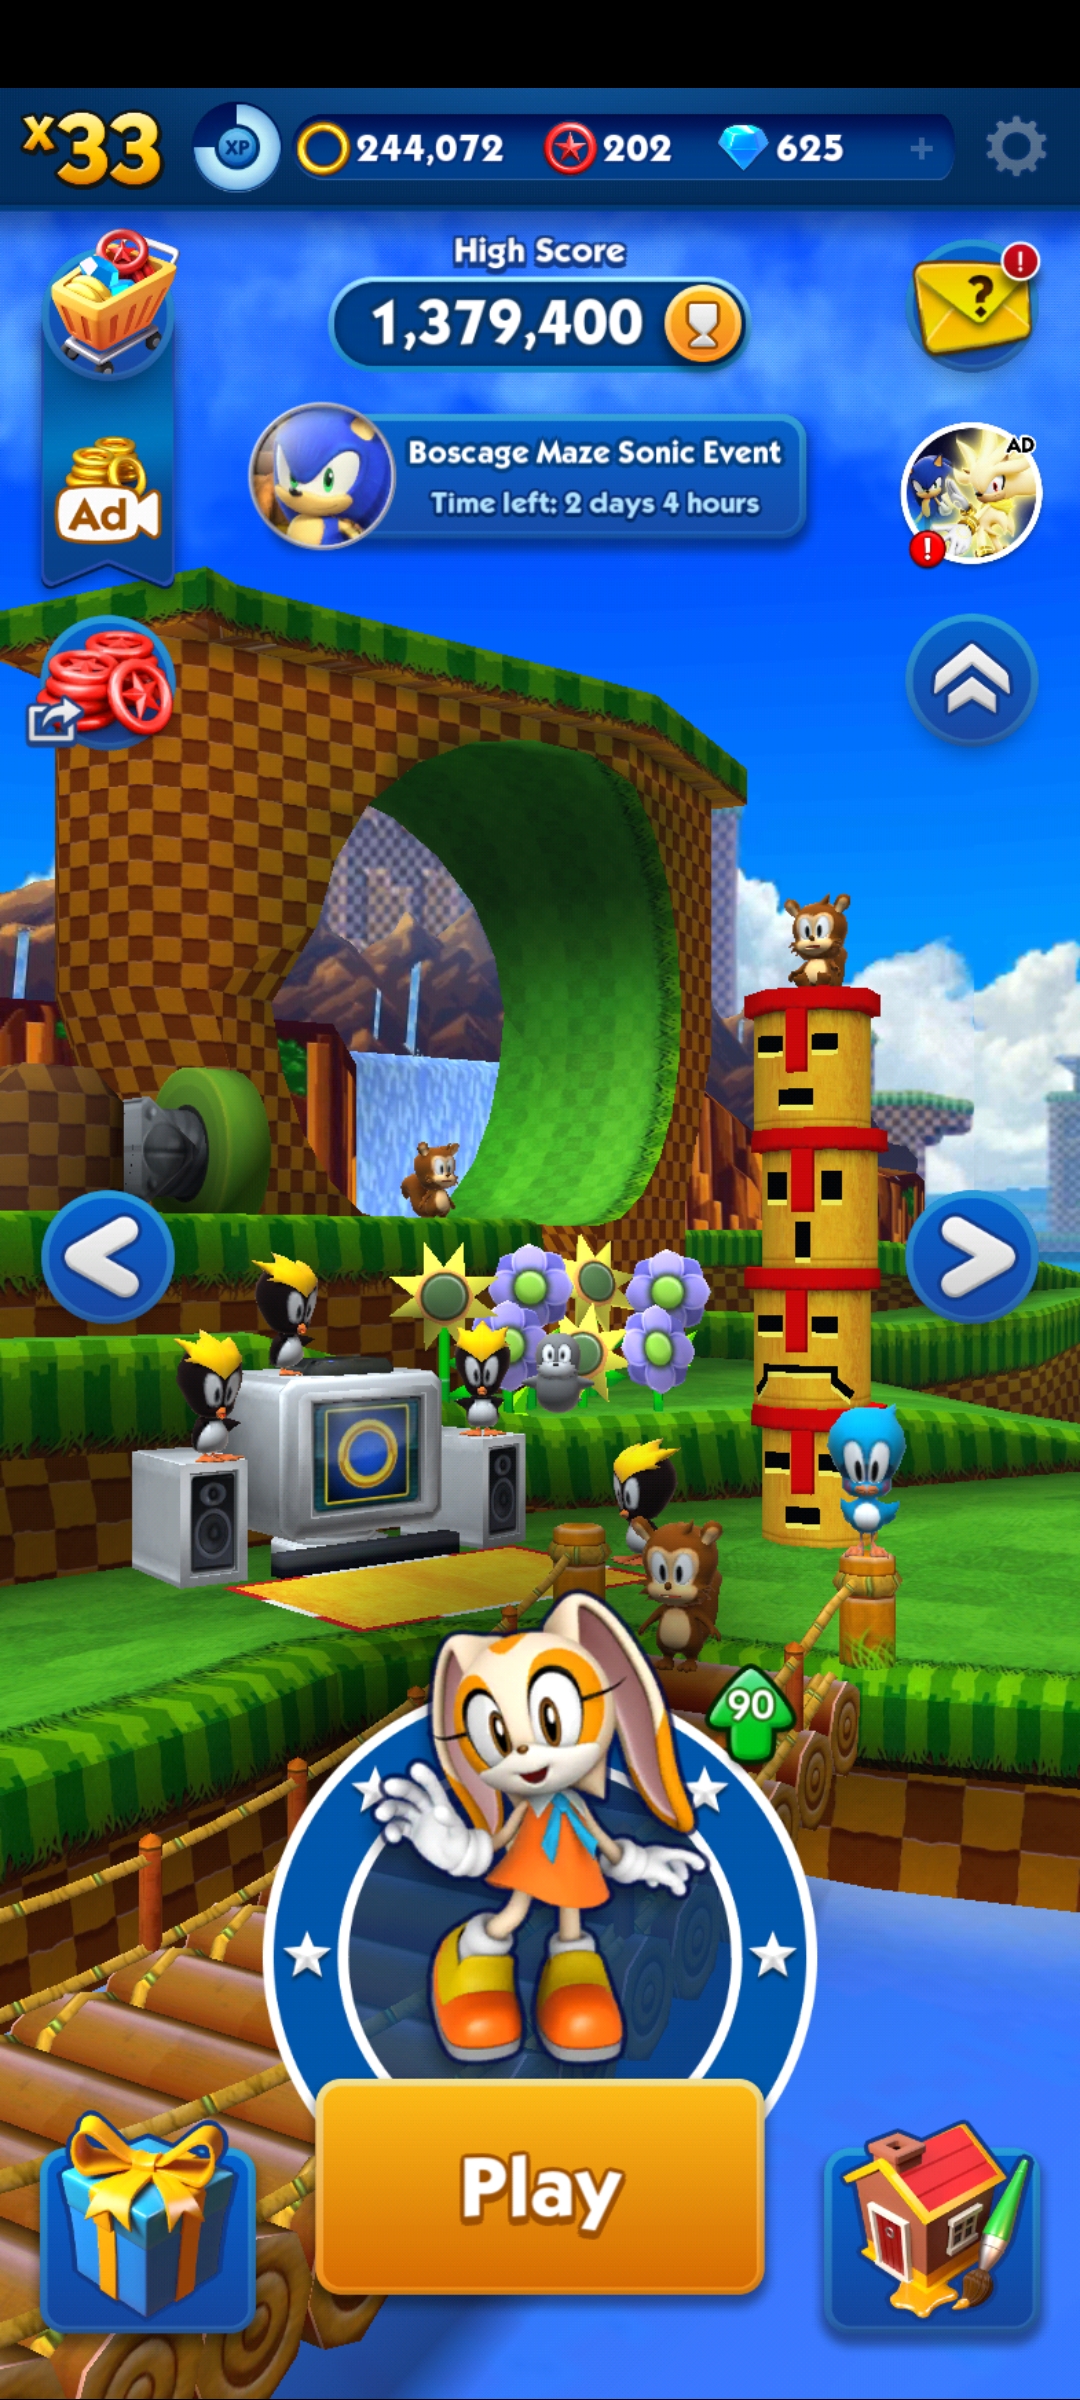 x33
XP
244,072
202
625
High Score
1,379,400
Boscage Maze Sonic Event
Time left: 2 days 4 hours
?
!
AD
!
Ad
90
Play